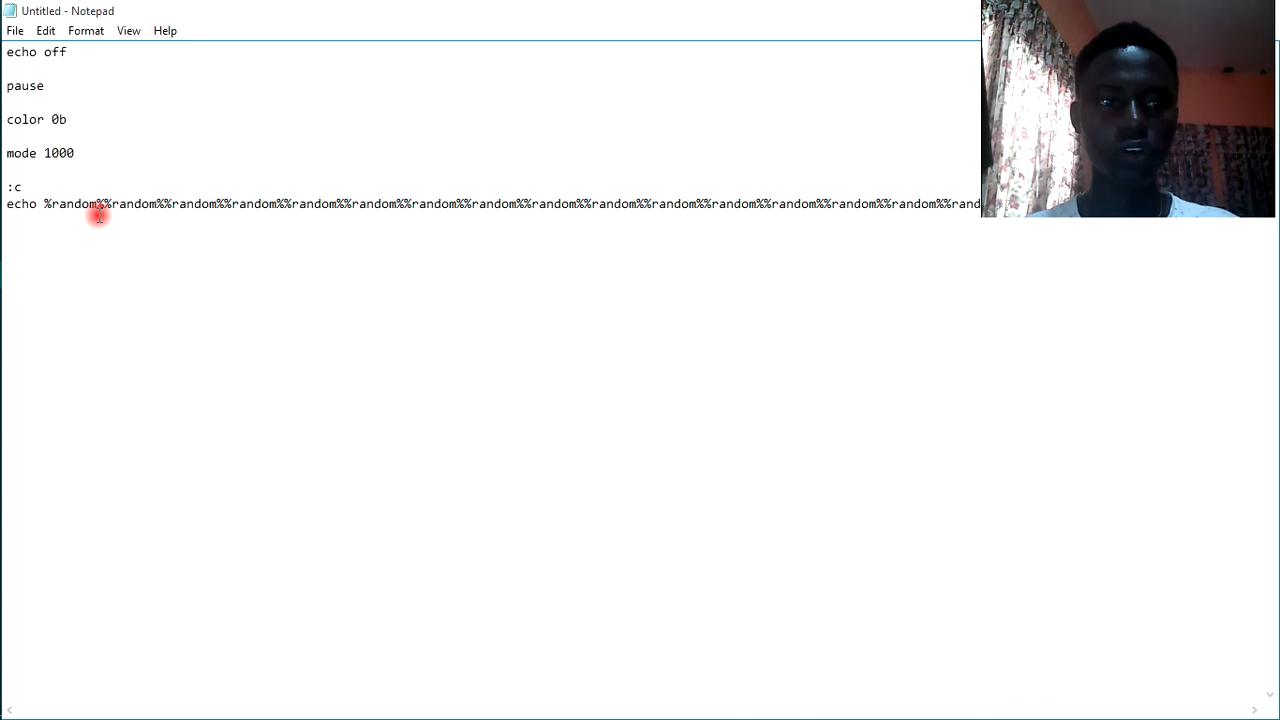 Untitled - Notepad
File Edit Format View Help
echo off
pause
color 0b
mode 1000
:c
echo %random%%random%%random%%random%%random%%random%%random%%random%%random%%random%%random%%random%%random%%random%%random%%rand